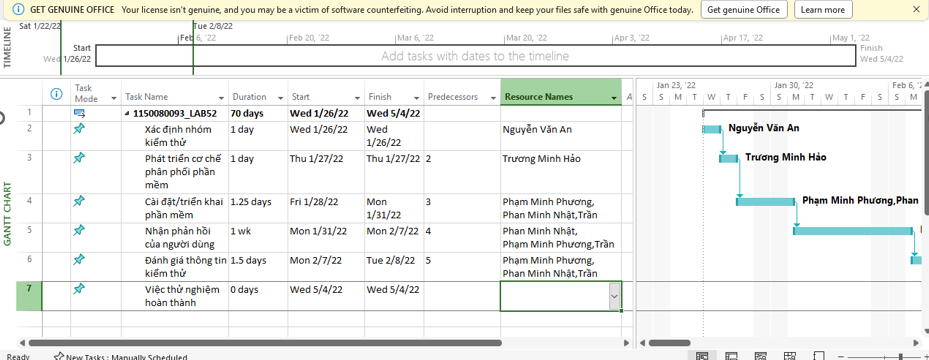 GET GENUINE OFFICE Your license isn't genuine, and you may be a victim of software counterfeiting. Avoid interruption and keep your files safe with genuine Office today. Get genuine Office Learn more
Sat 1/22/22 Tue 2/8/22
TIMELINE
Feb 6, '22 Feb 20, '22 Mar 6, '22 Mar 20, '22 Apr 3, '22 Apr 17, '22 May 1, '22
Start
Wed 1/26/22
Add tasks with dates to the timeline
Finish
Wed 5/4/22
GANTT CHART
Task Mode Task Name Duration Start Finish Predecessors Resource Names A
Jan 23, '22 Jan 30, '22 Feb 6, '2
S S M T W T F S S M T W T F S S M
1 1150080093_LAB52 70 days Wed 1/26/22 Wed 5/4/22
2 Xác định nhóm kiểm thử 1 day Wed 1/26/22 Wed 1/26/22 Nguyễn Văn An
3 Phát triển cơ chế phân phối phần mềm 1 day Thu 1/27/22 Thu 1/27/22 2 Trương Minh Hảo
4 Cài đặt/triển khai phần mềm 1.25 days Fri 1/28/22 Mon 1/31/22 3 Phạm Minh Phương, Phan Minh Nhật,Trần
5 Nhận phản hồi của người dùng 1 wk Mon 1/31/22 Mon 2/7/22 4 Phan Minh Nhật, Phạm Minh Phương,Trần
6 Đánh giá thông tin kiểm thử 1.5 days Mon 2/7/22 Tue 2/8/22 5 Phạm Minh Phương, Phan Minh Nhật,Trần
7 Việc thử nghiệm hoàn thành 0 days Wed 5/4/22 Wed 5/4/22
Nguyễn Văn An
Trương Minh Hảo
Phạm Minh Phương,Phan
Ready New Tasks : Manually Scheduled